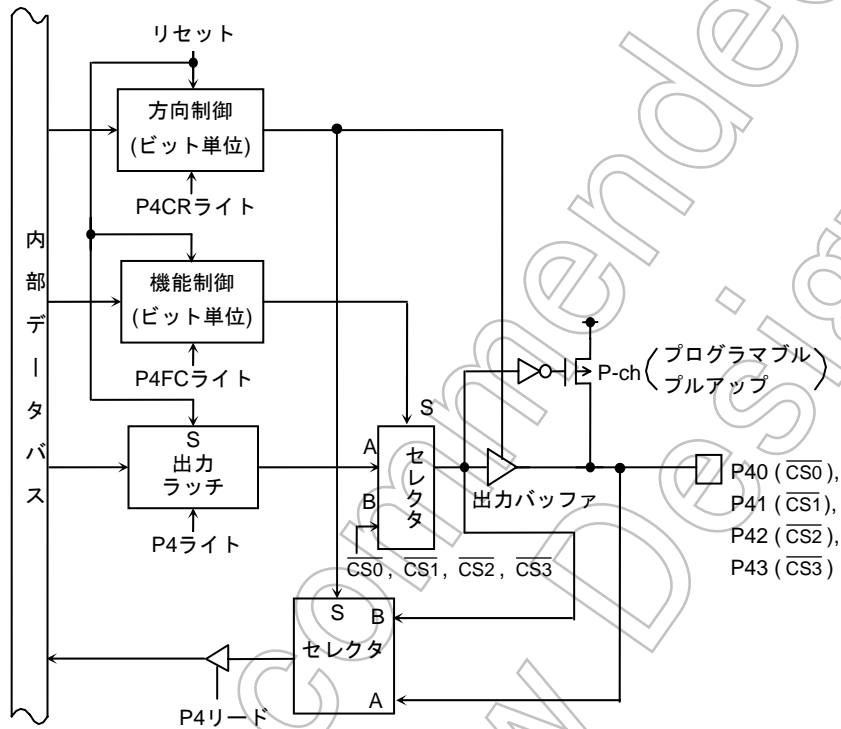 リセット
方向制御
(ビット単位)
P4CRライト
内部データバス
機能制御
(ビット単位)
P4FCライト
P-ch
プログラマブル
プルアップ
S
S
出力
ラッチ
A
B
セレクタ
出力バッファ
P40 (CS0),
P41 (CS1),
P42 (CS2),
P43 (CS3)
P4ライト
CS0, CS1, CS2, CS3
S
B
セレクタ
A
P4リード
commended
w Desig